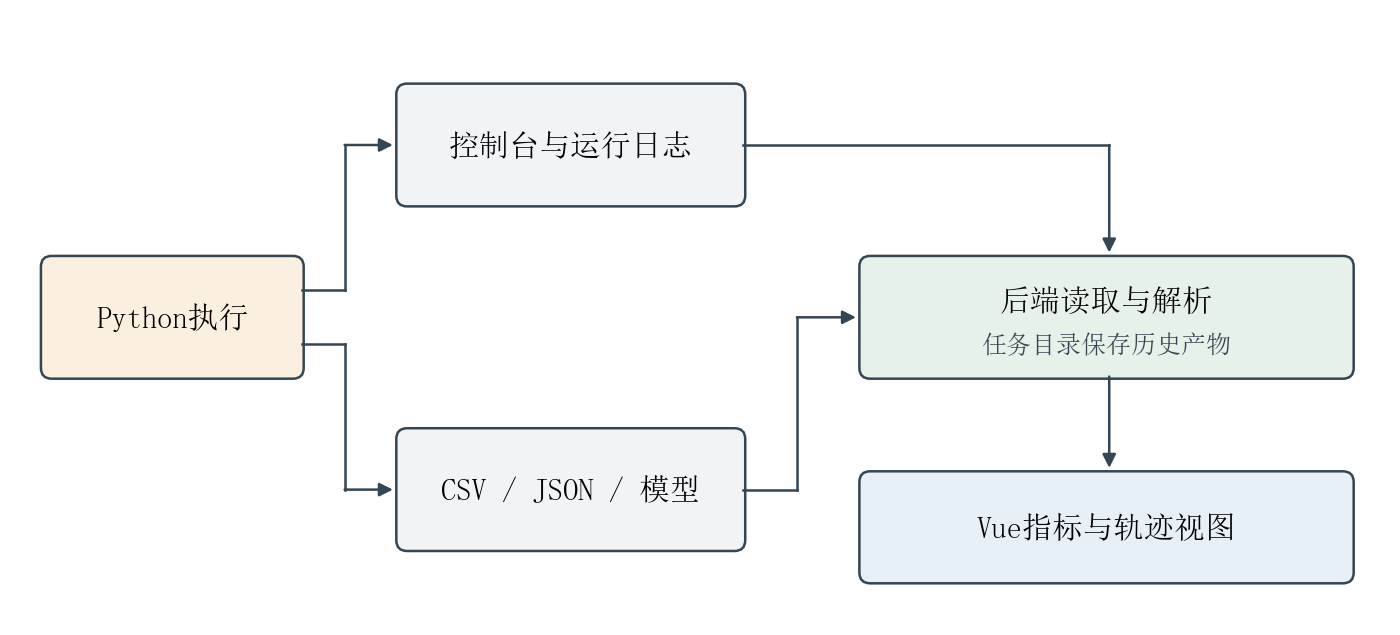 控制台与运行日志
Python执行
后端读取与解析
任务目录保存历史产物
CSV / JSON / 模型
Vue指标与轨迹视图